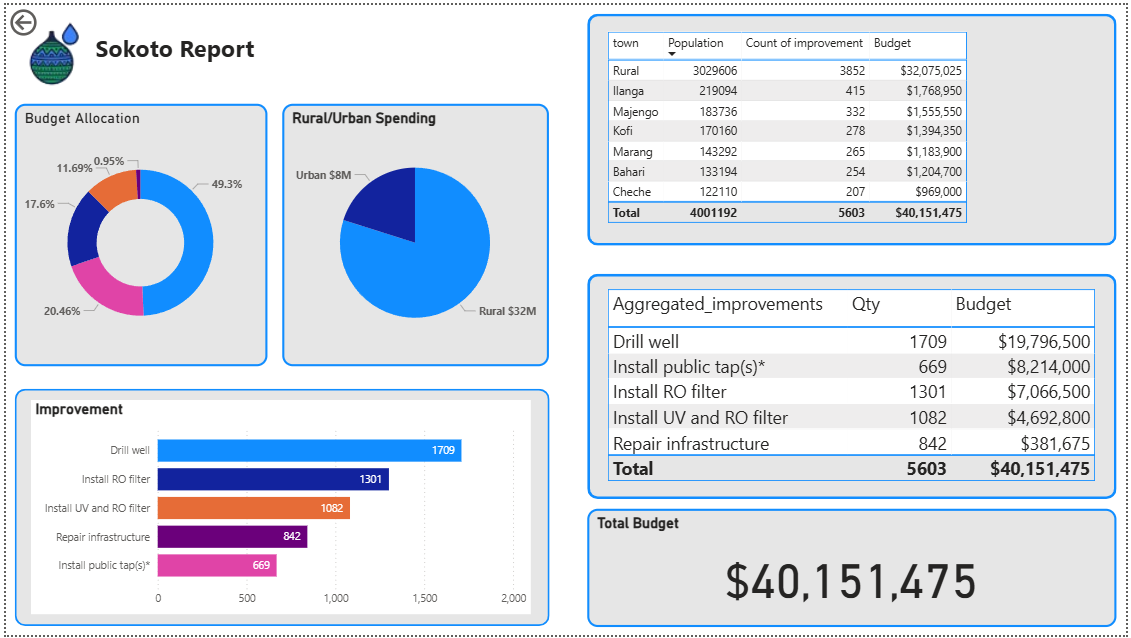 Sokoto Report
Budget Allocation
0.95%
11.69%
49.3%
17.6%
20.46%
Rural/Urban Spending
Urban $8M
Rural $32M
Improvement
Drill well 1709
Install RO filter 1301
Install UV and RO filter 1082
Repair infrastructure 842
Install public tap(s)* 669
0 500 1,000 1,500 2,000
town Population Count of improvement Budget
Rural 3029606 3852 $32,075,025
Ilanga 219094 415 $1,768,950
Majengo 183736 332 $1,555,550
Kofi 170160 278 $1,394,350
Marang 143292 265 $1,183,900
Bahari 133194 254 $1,204,700
Cheche 122110 207 $969,000
Total 4001192 5603 $40,151,475
Aggregated_improvements Qty Budget
Drill well 1709 $19,796,500
Install public tap(s)* 669 $8,214,000
Install RO filter 1301 $7,066,500
Install UV and RO filter 1082 $4,692,800
Repair infrastructure 842 $381,675
Total 5603 $40,151,475
Total Budget
$40,151,475